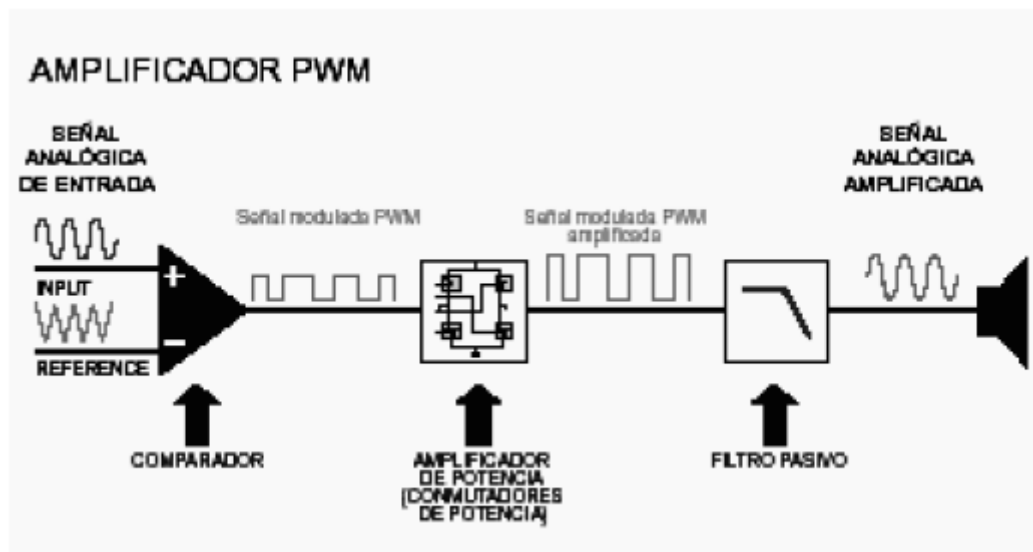 AMPLIFICADOR PWM
SEÑAL
ANALÓGICA
DE ENTRADA
SEÑAL
ANALÓGICA
AMPLIFICADA
Señal modulada PWM
Señal modulada PWM
amplificada
+
INPUT
−
REFERENCE
COMPARADOR
AMPLIFICADOR
DE POTENCIA
(CONMUTADORES
DE POTENCIA)
FILTRO PASIVO